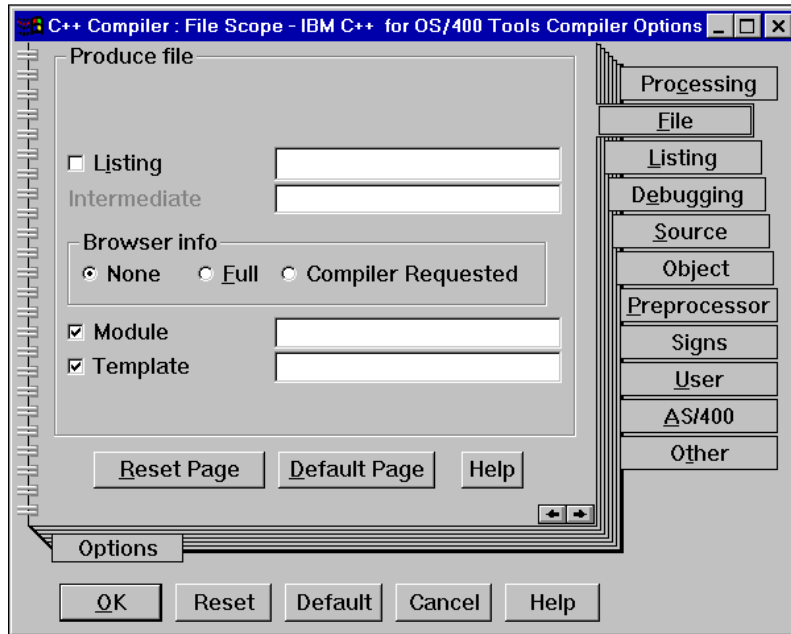 C++ Compiler : File Scope - IBM C++ for OS/400 Tools Compiler Options
Produce file
Listing
Intermediate
Browser info
None Full Compiler Requested
Module
Template
Reset Page Default Page Help
Processing
File
Listing
Debugging
Source
Object
Preprocessor
Signs
User
AS/400
Other
Options
OK Reset Default Cancel Help